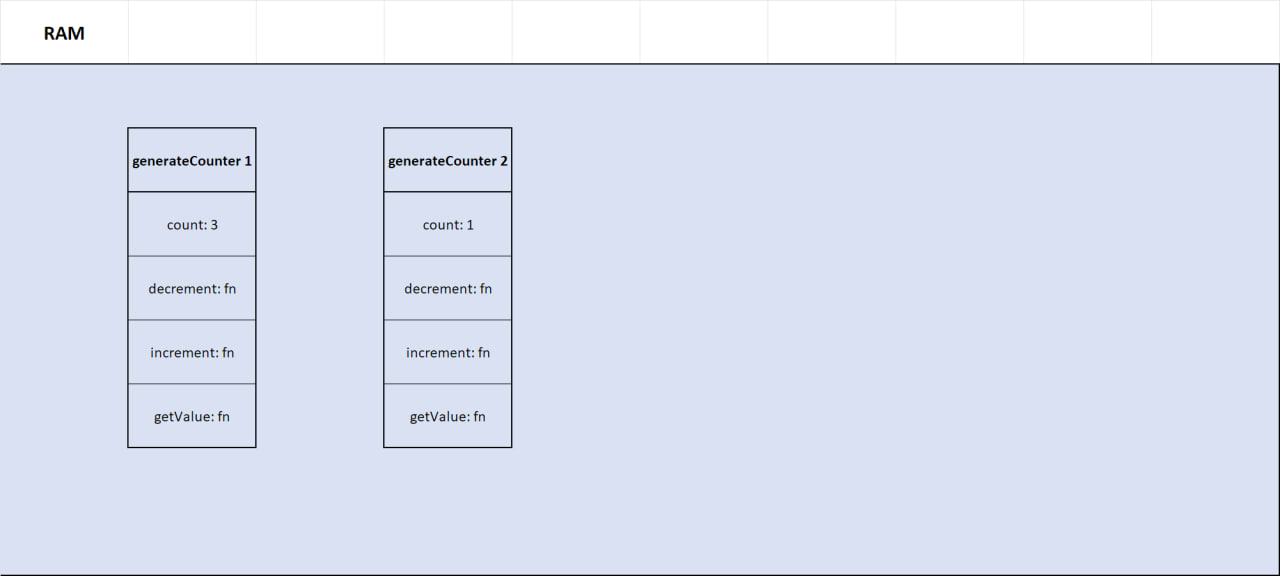 RAM
generateCounter 1
count: 3
decrement: fn
increment: fn
getValue: fn
generateCounter 2
count: 1
decrement: fn
increment: fn
getValue: fn